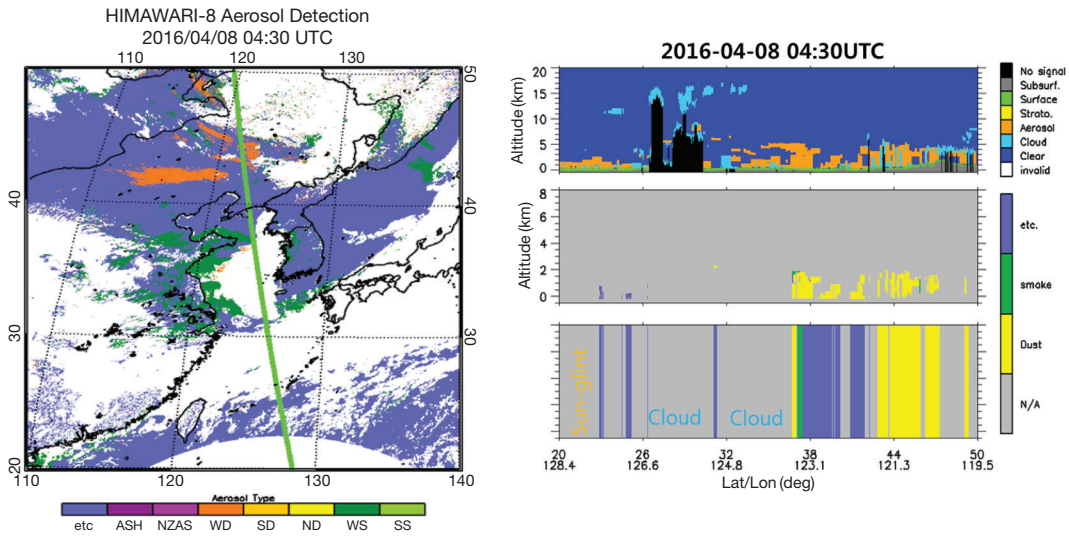 HIMAWARI-8 Aerosol Detection
2016/04/08 04:30 UTC
110 120 130
50
40 40
30 30
20 20
110 120 130 140
Aerosol Type
etc ASH NZAS WD SD ND WS SS
2016-04-08 04:30UTC
Altitude (km)
20
15
10
5
0
No signal
Subsurf.
Surface
Strato.
Aerosol
Cloud
Clear
invalid
Altitude (km)
8
6
4
2
0
etc.
smoke
Dust
N/A
Sun-glint
Cloud Cloud
20 26 32 38 44 50
128.4 126.6 124.8 123.1 121.3 119.5
Lat/Lon (deg)